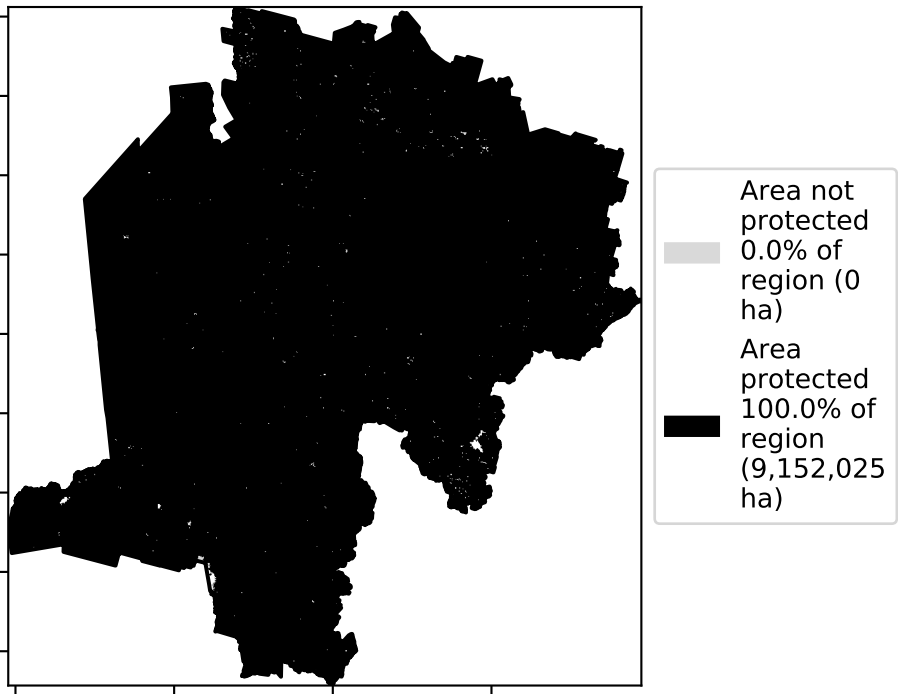 Area not
protected
0.0% of
region (0
ha)
Area
protected
100.0% of
region
(9,152,025
ha)